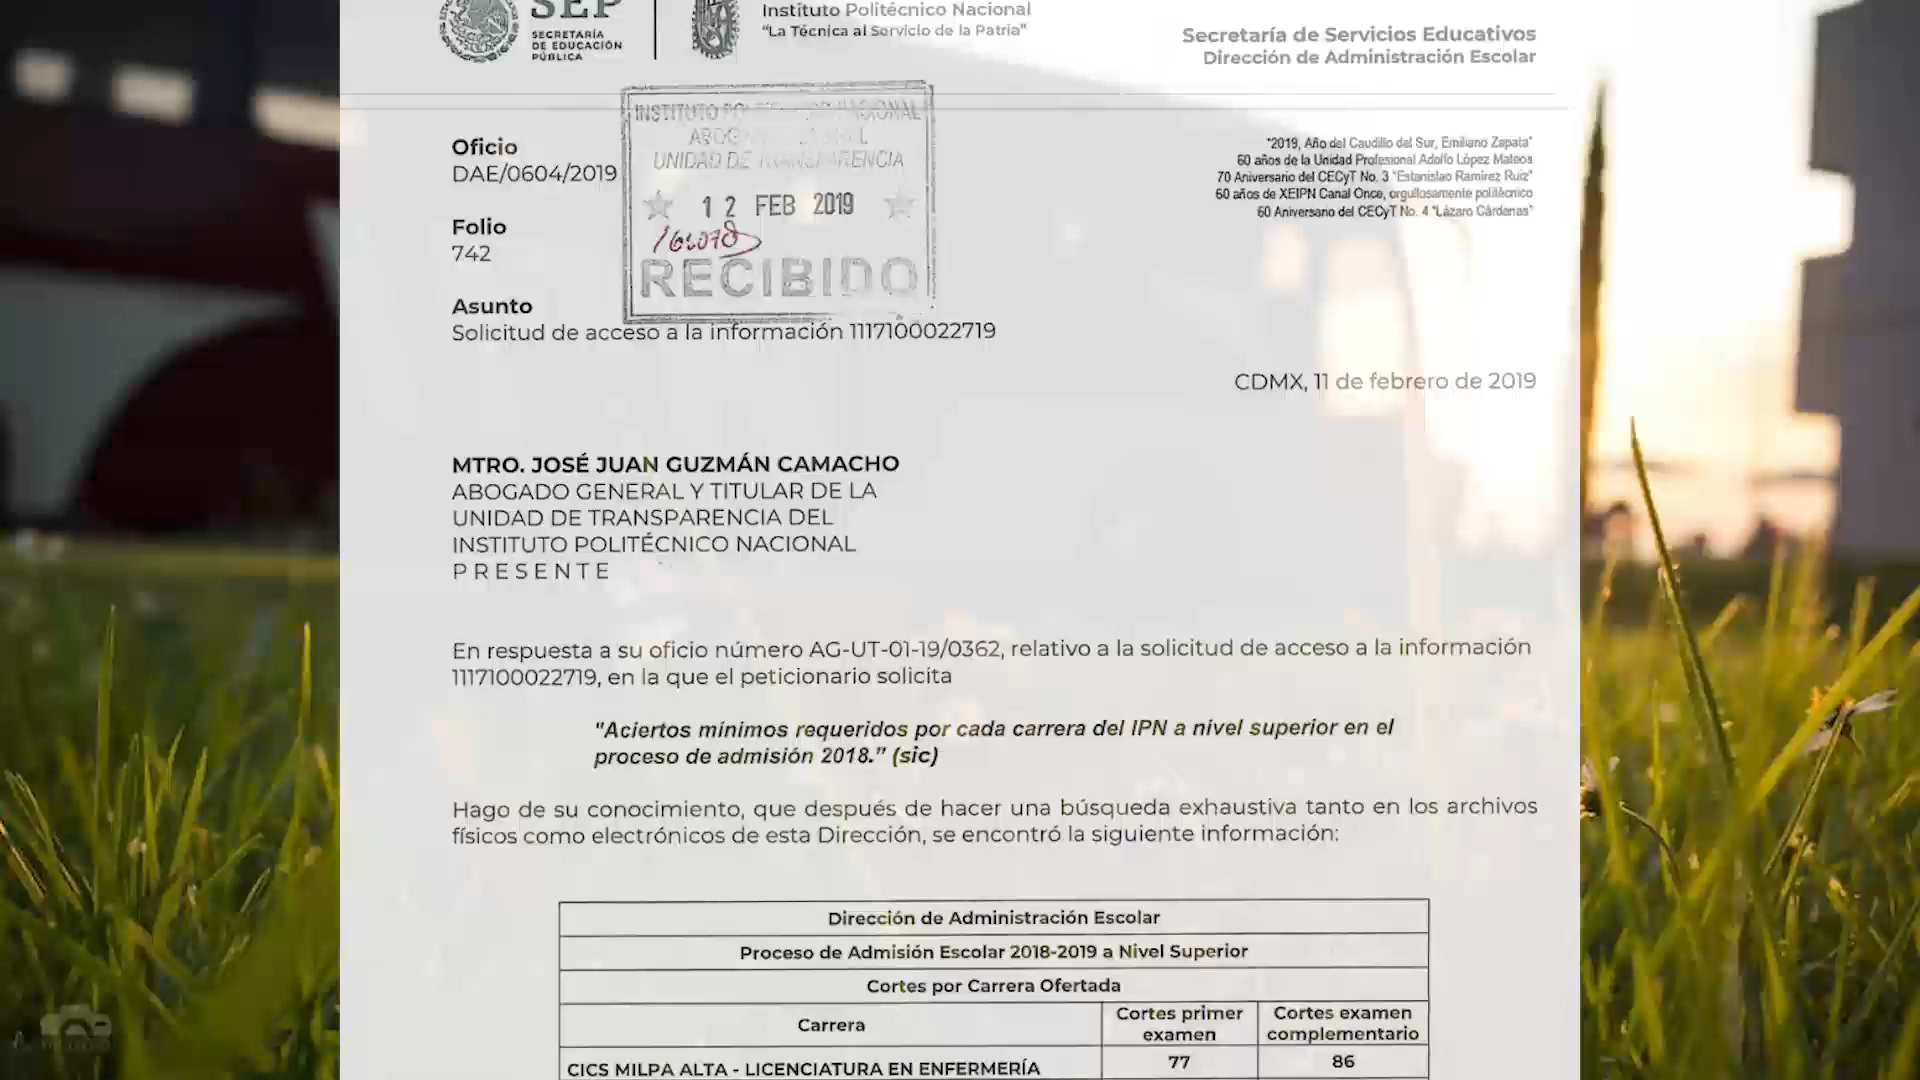 SEP
SECRETARÍA
DE EDUCACIÓN
PÚBLICA
Instituto Politécnico Nacional
"La Técnica al Servicio de la Patria"
Secretaría de Servicios Educativos
Dirección de Administración Escolar
Oficio
DAE/0604/2019
Folio
742
Asunto
Solicitud de acceso a la información 1117100022719
INSTITUTO NACIONAL
UNIDAD DE TRANSPARENCIA
12 FEB 2019
RECIBIDO
"2019, Año del Caudillo del Sur, Emiliano Zapata"
60 años de la Unidad Profesional Adolfo López Mateos
70 Aniversario del CECyT No. 3 "Estanislao Ramírez Ruiz"
60 años de XEIPN Canal Once, orgullosamente politécnico
60 Aniversario del CECyT No. 4 "Lázaro Cárdenas"
CDMX, 11 de febrero de 2019
MTRO. JOSÉ JUAN GUZMÁN CAMACHO
ABOGADO GENERAL Y TITULAR DE LA
UNIDAD DE TRANSPARENCIA DEL
INSTITUTO POLITÉCNICO NACIONAL
P R E S E N T E
En respuesta a su oficio número AG-UT-01-19/0362, relativo a la solicitud de acceso a la información
1117100022719, en la que el peticionario solicita
"Aciertos mínimos requeridos por cada carrera del IPN a nivel superior en el
proceso de admisión 2018." (sic)
Hago de su conocimiento, que después de hacer una búsqueda exhaustiva tanto en los archivos
físicos como electrónicos de esta Dirección, se encontró la siguiente información:
Dirección de Administración Escolar
Proceso de Admisión Escolar 2018-2019 a Nivel Superior
Cortes por Carrera Ofertada
Carrera
Cortes primer
examen
Cortes examen
complementario
CICS MILPA ALTA - LICENCIATURA EN ENFERMERÍA
77
86